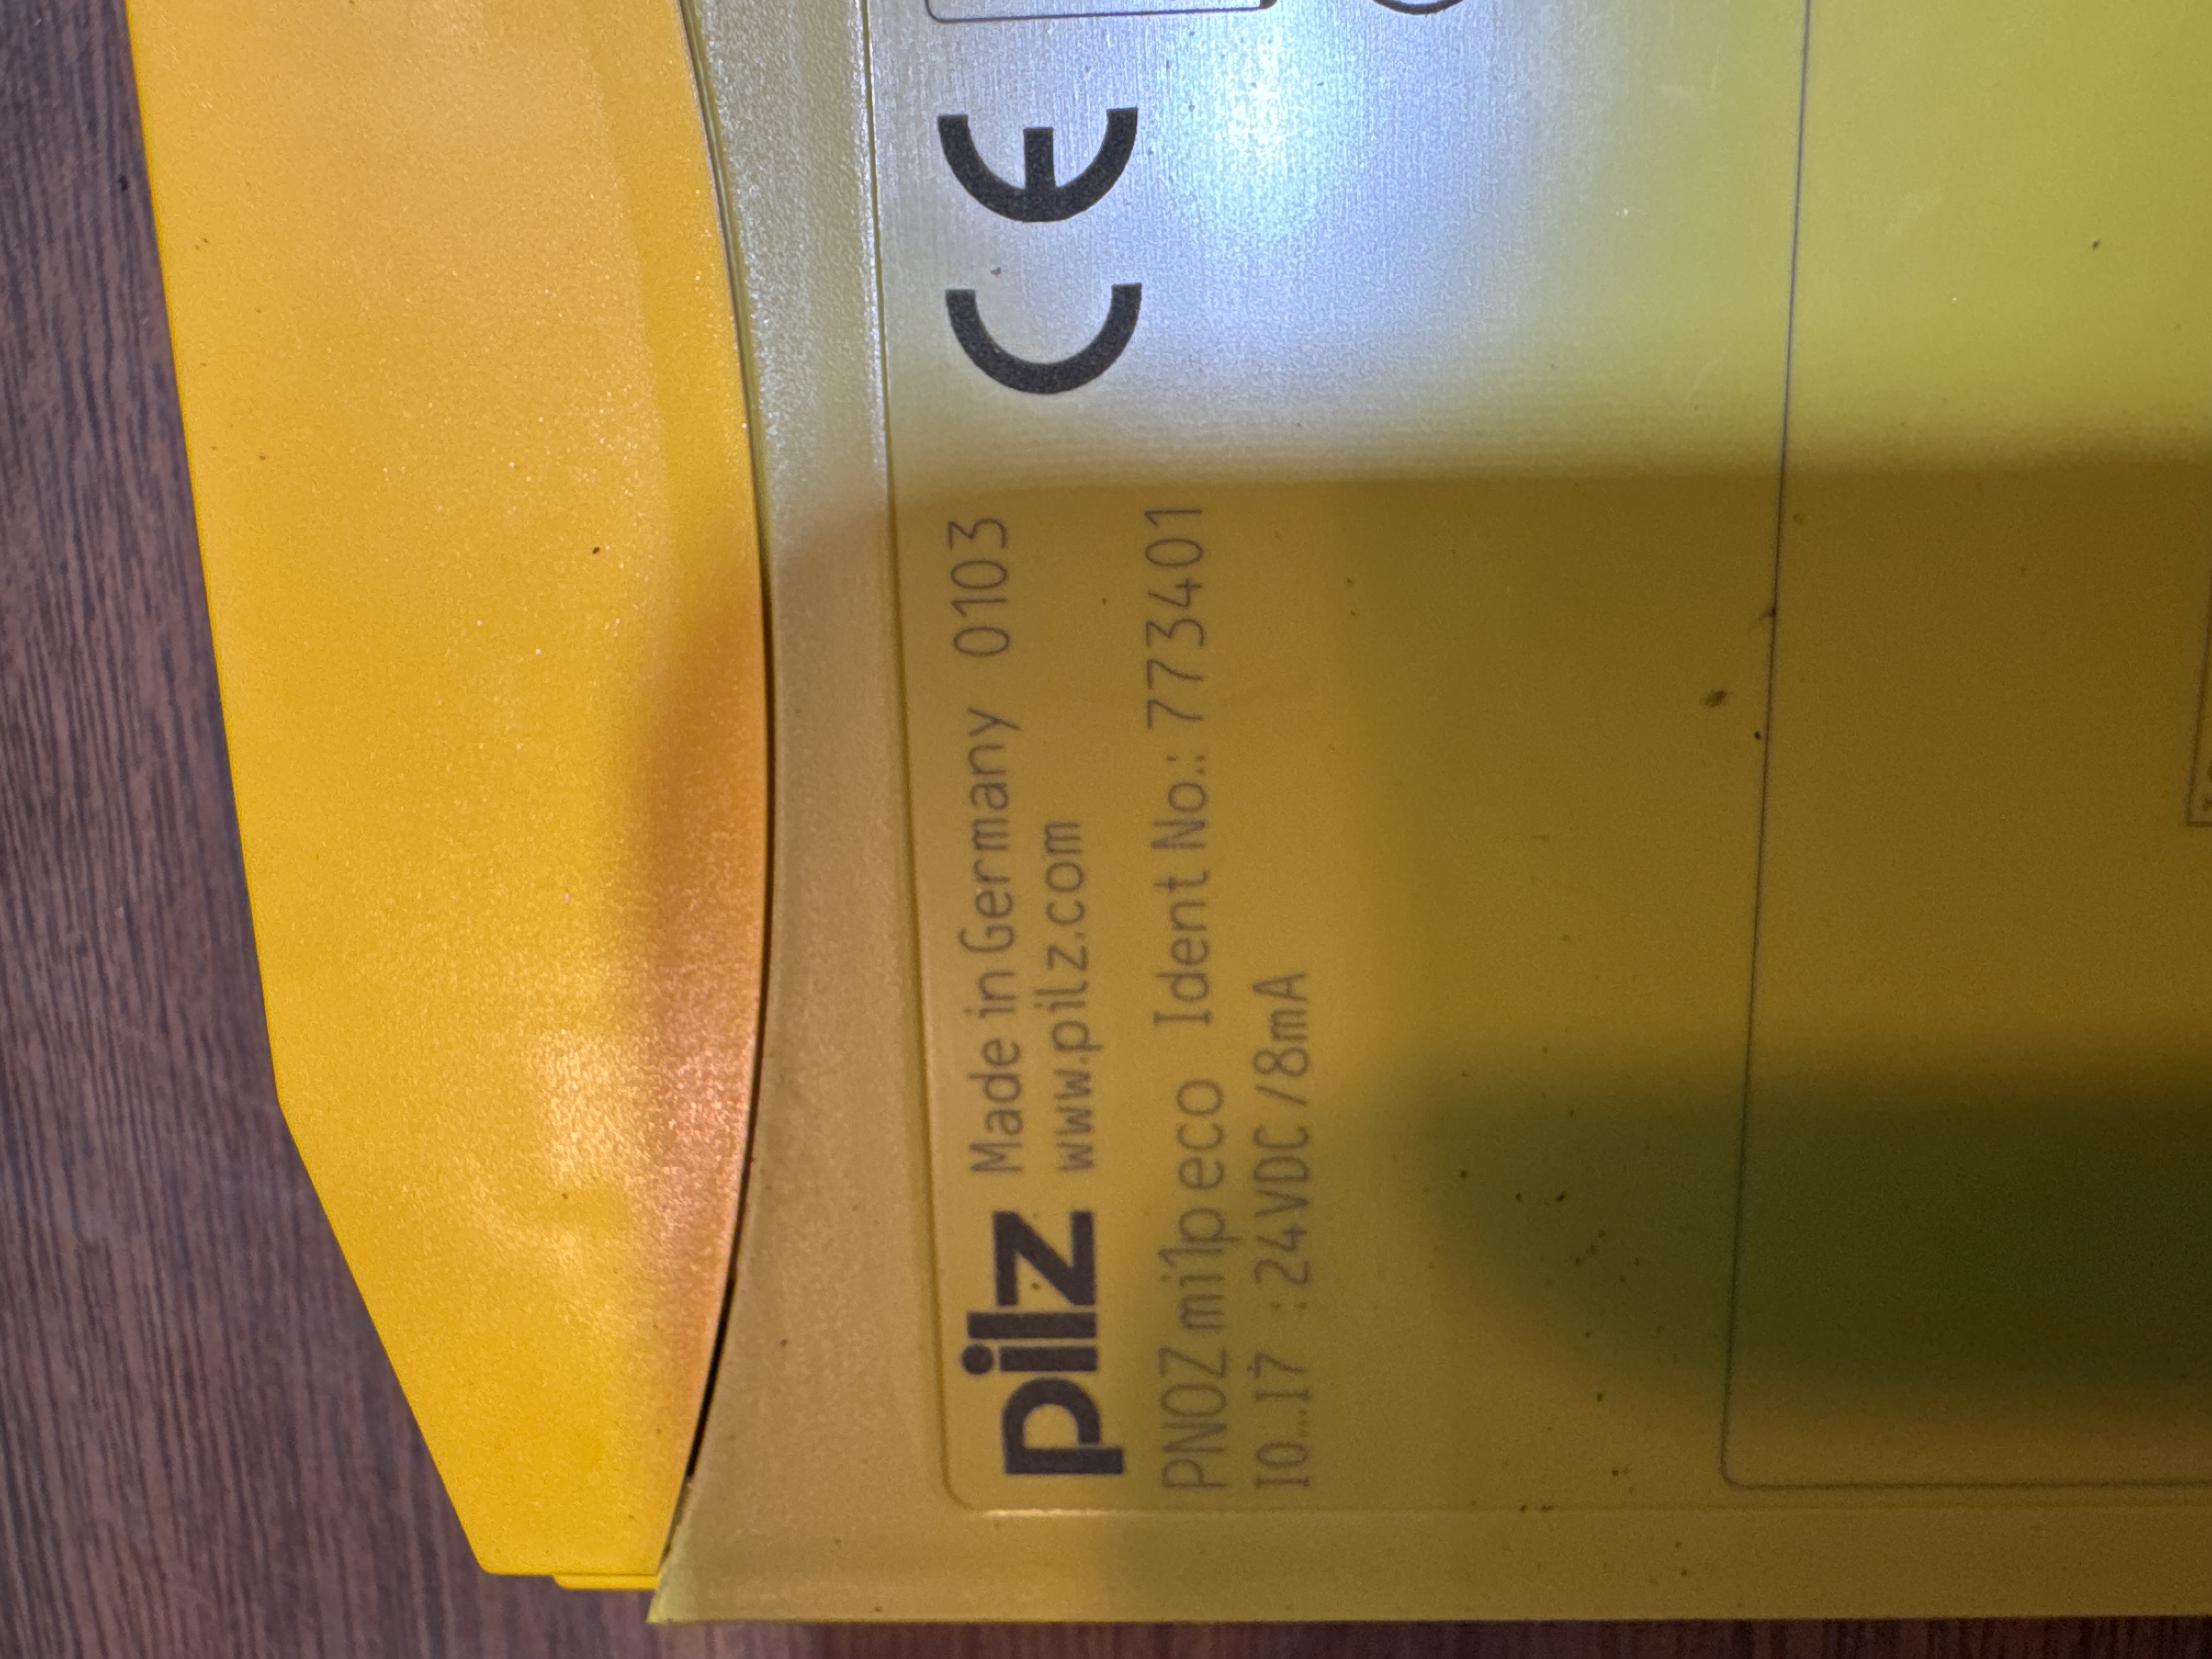 pilz Made in Germany 0103 CE
www.pilz.com
PNOZ mi1p eco Ident No.: 773401
I0...I7 : 24VDC /8mA